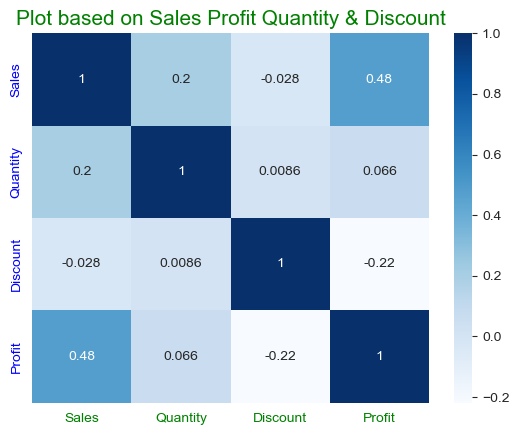 Plot based on Sales Profit Quantity & Discount
Sales 1 0.2 -0.028 0.48
Quantity 0.2 1 0.0086 0.066
Discount -0.028 0.0086 1 -0.22
Profit 0.48 0.066 -0.22 1
Sales Quantity Discount Profit
1.0
0.8
0.6
0.4
0.2
0.0
−0.2